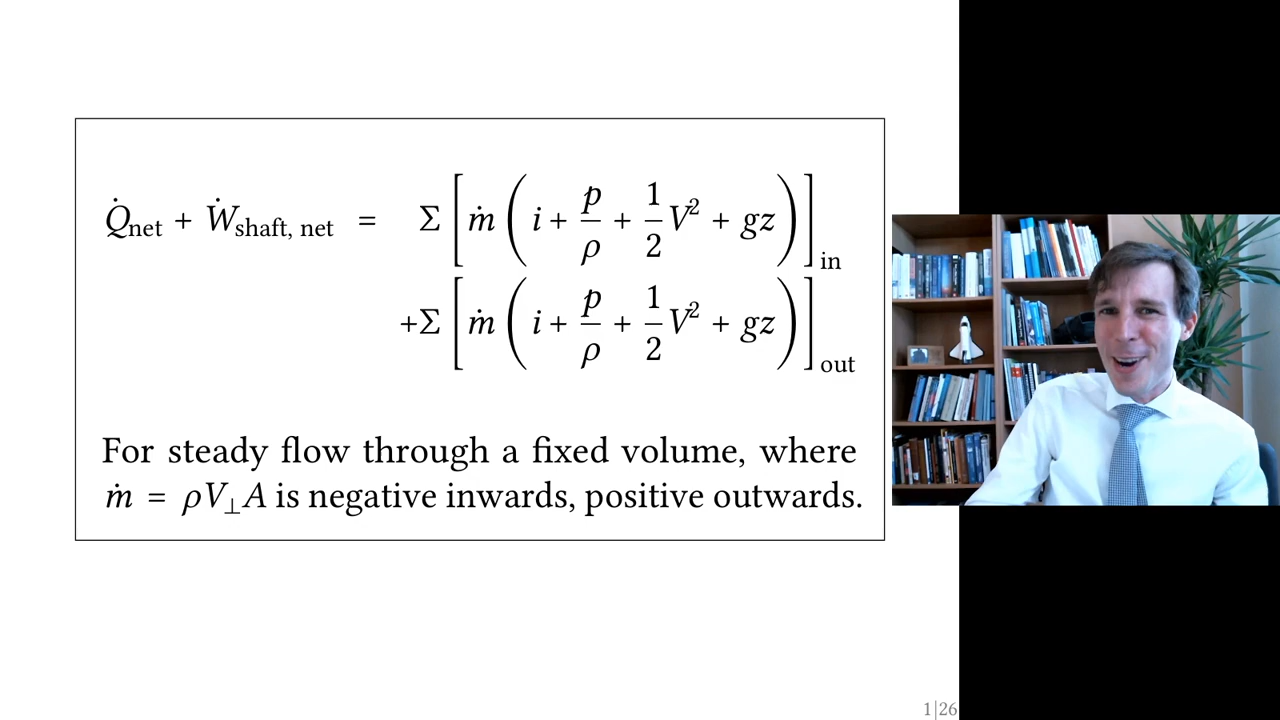 Q̇net + Ẇshaft, net = Σ [ṁ (i + p/ρ + 1/2 V² + gz)]in
+Σ [ṁ (i + p/ρ + 1/2 V² + gz)]out
For steady flow through a fixed volume, where
ṁ = ρV⊥A is negative inwards, positive outwards.
1|26